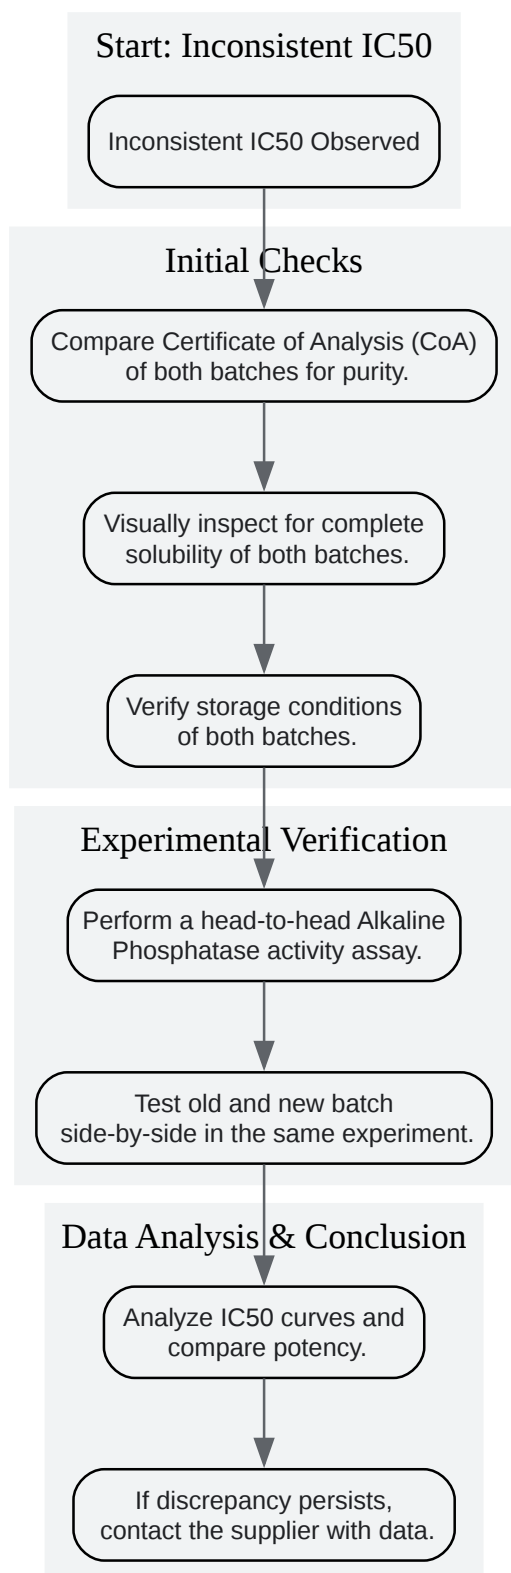 Start: Inconsistent IC50
Inconsistent IC50 Observed
Initial Checks
Compare Certificate of Analysis (CoA)
of both batches for purity.
Visually inspect for complete
solubility of both batches.
Verify storage conditions
of both batches.
Experimental Verification
Perform a head-to-head Alkaline
Phosphatase activity assay.
Test old and new batch
side-by-side in the same experiment.
Data Analysis & Conclusion
Analyze IC50 curves and
compare potency.
If discrepancy persists,
contact the supplier with data.